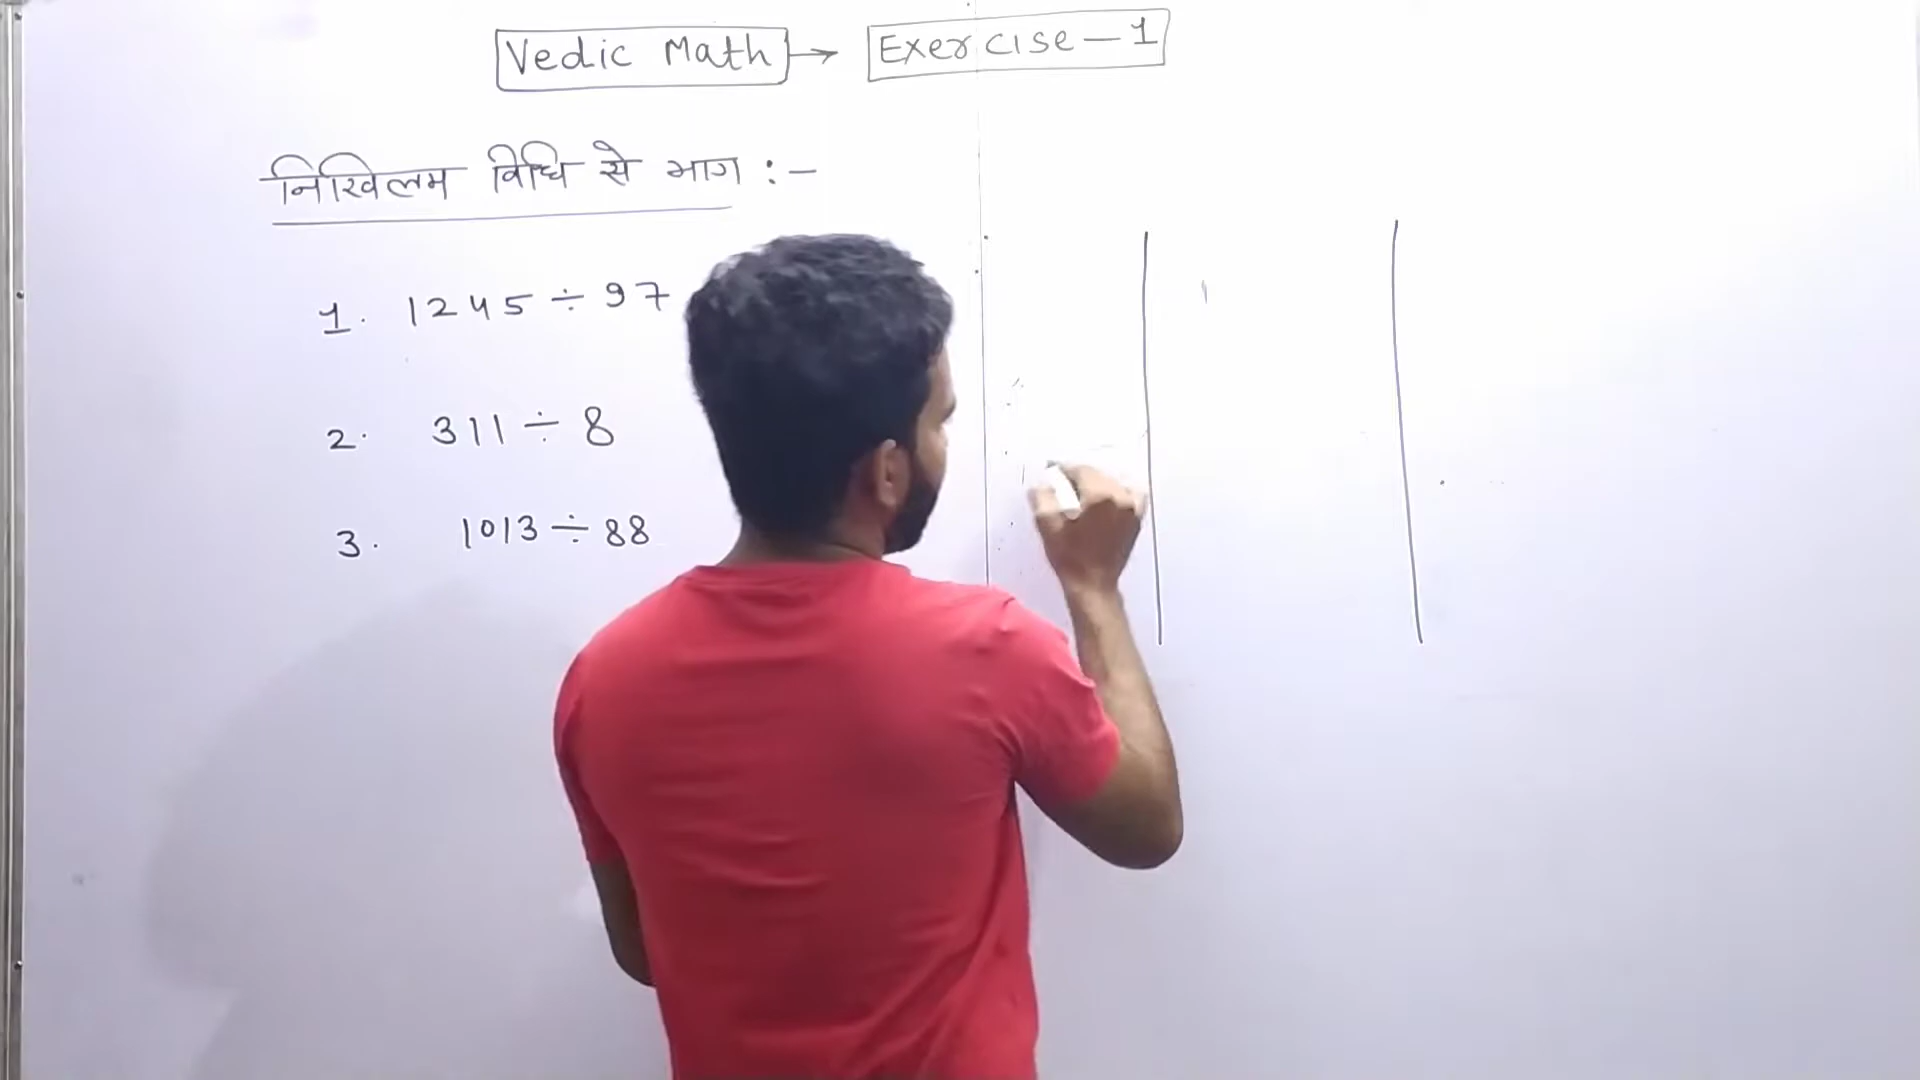 Vedic Math → Exercise - 1
निखिलम विधि से भाग :-
1. 1245 ÷ 97
2. 311 ÷ 8
3. 1013 ÷ 88